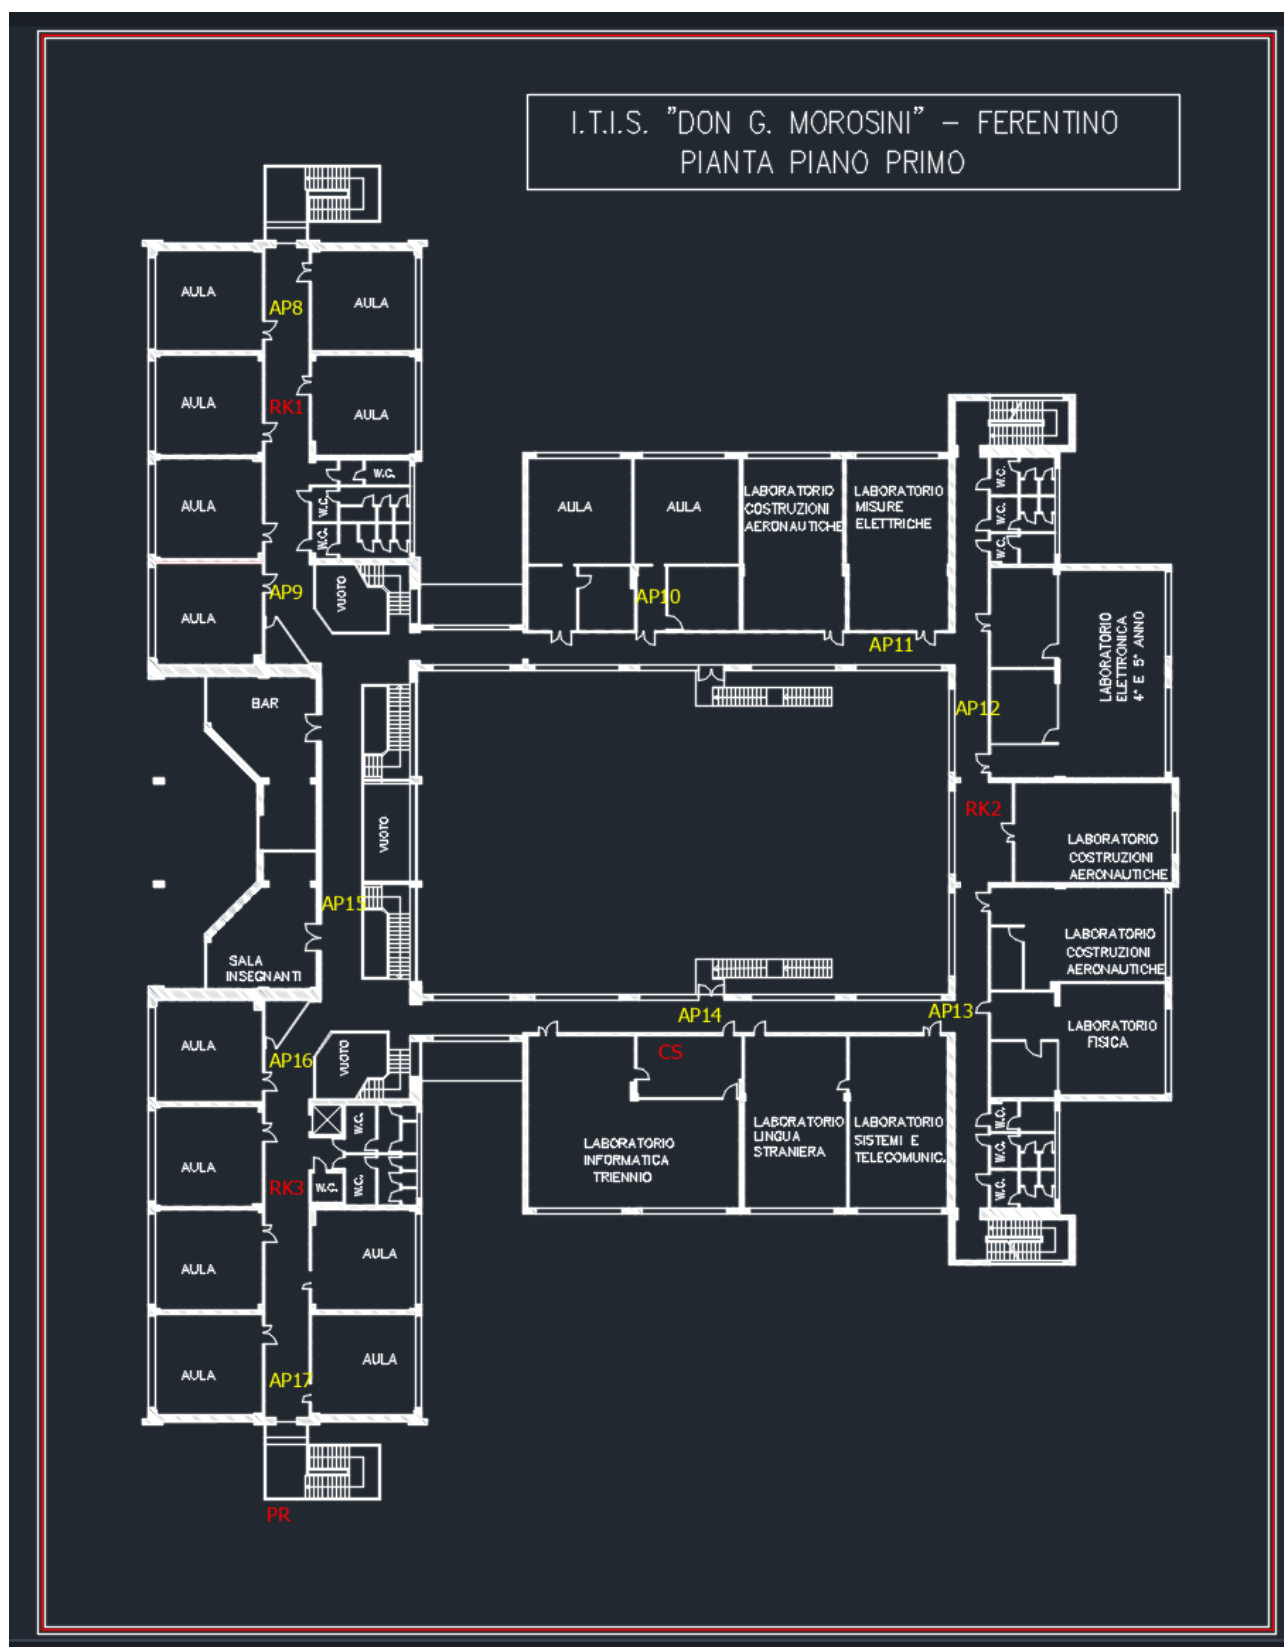 I.T.I.S. "DON G. MOROSINI" – FERENTINO
PIANTA PIANO PRIMO
AULA
AP8
AULA
AULA
RK1
AULA
W.C.
AULA
W.C.
W.C.
AULA
AP9
VUOTO
AULA
AULA
LABORATORIO
COSTRUZIONI
AERONAUTICHE
LABORATORIO
MISURE
ELETTRICHE
W.C.
W.C.
W.C.
AP10
AP11
LABORATORIO
ELETTRONICA
4° E 5° ANNO
BAR
AP12
VUOTO
RK2
LABORATORIO
COSTRUZIONI
AERONAUTICHE
AP15
SALA
INSEGNANTI
LABORATORIO
COSTRUZIONI
AERONAUTICHE
AP14
AP13
LABORATORIO
FISICA
AULA
AP16
VUOTO
CS
W.C.
AULA
RK3
W.C.
W.C.
LABORATORIO
INFORMATICA
TRIENNIO
LABORATORIO
LINGUA
STRANIERA
LABORATORIO
SISTEMI E
TELECOMUNIC.
W.C.
W.C.
W.C.
AULA
AULA
AULA
AP17
AULA
PR